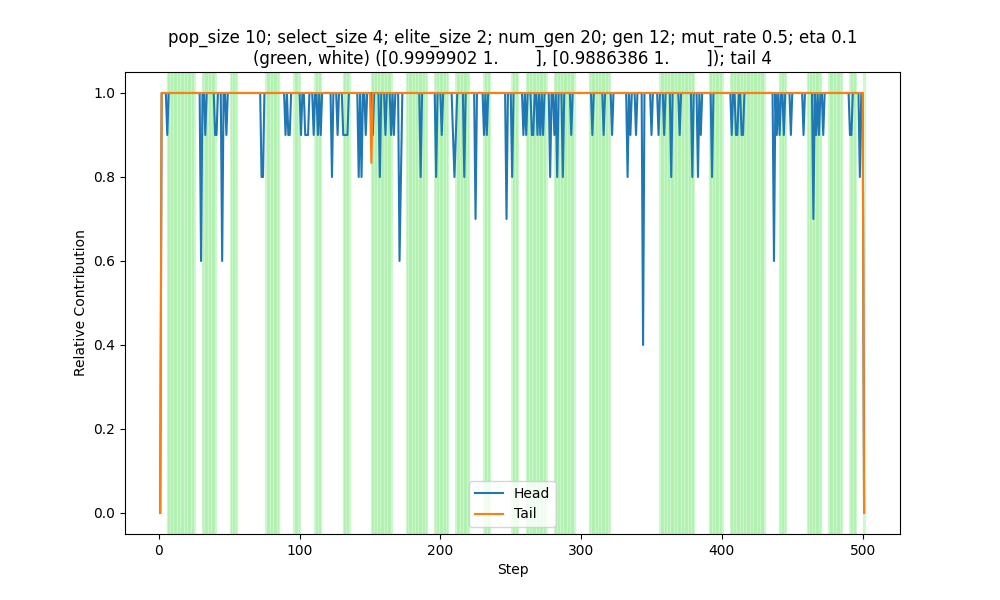 pop_size 10; select_size 4; elite_size 2; num_gen 20; gen 12; mut_rate 0.5; eta 0.1
(green, white) ([0.9999902 1.        ], [0.9886386 1.        ]); tail 4
1.0
0.8
0.6
0.4
0.2
0.0
Relative Contribution
Head
Tail
0 100 200 300 400 500
Step